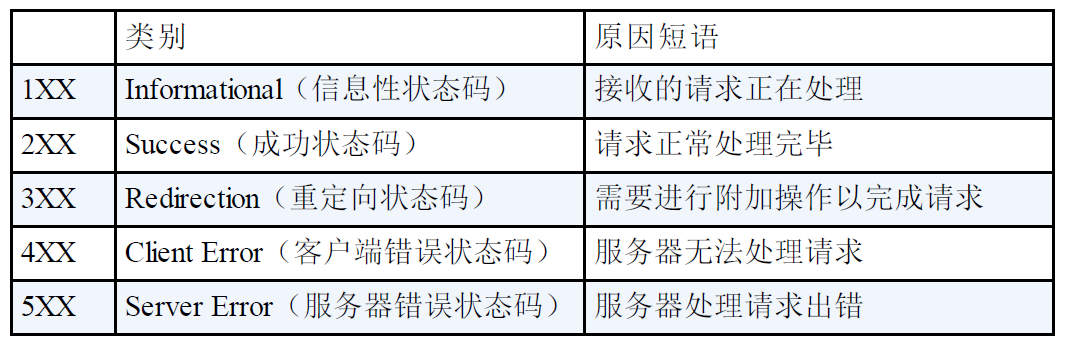 类别 原因短语
1XX Informational（信息性状态码） 接收的请求正在处理
2XX Success（成功状态码） 请求正常处理完毕
3XX Redirection（重定向状态码） 需要进行附加操作以完成请求
4XX Client Error（客户端错误状态码） 服务器无法处理请求
5XX Server Error（服务器错误状态码） 服务器处理请求出错